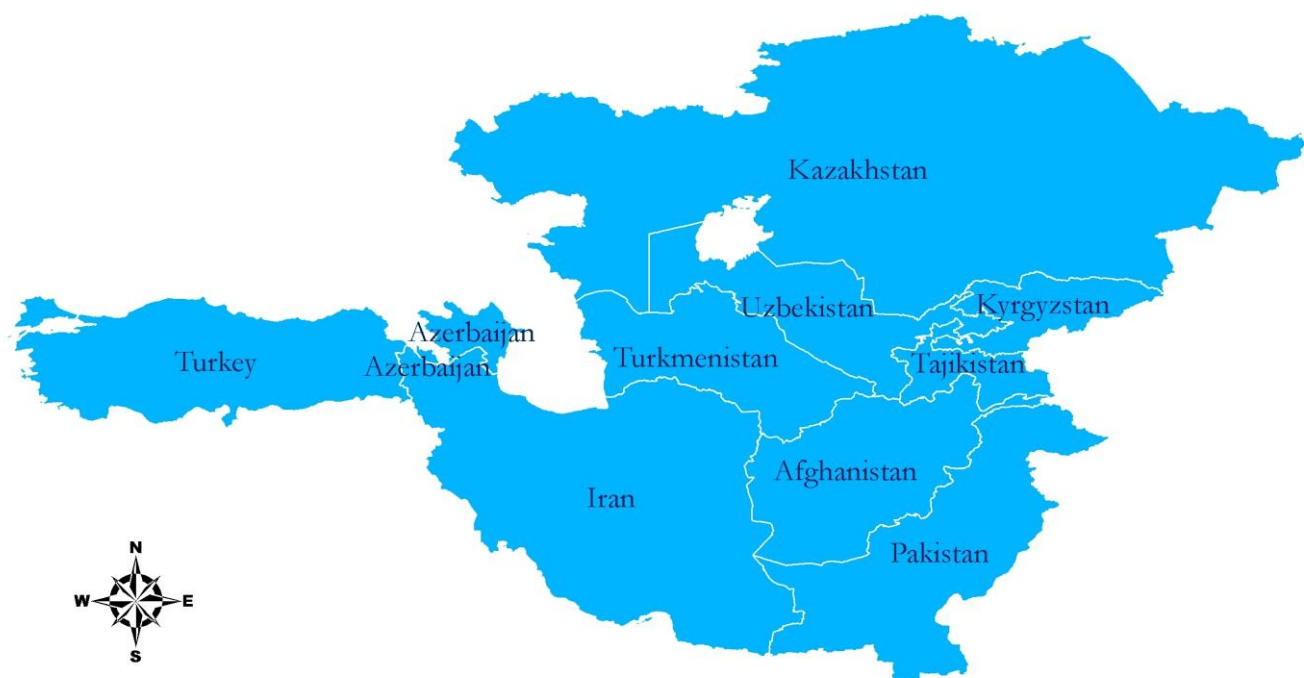 Kazakhstan
Uzbekistan
Kyrgyzstan
Azerbaijan
Turkey
Azerbaijan
Turkmenistan
Tajikistan
Afghanistan
Iran
Pakistan
N
W
E
S